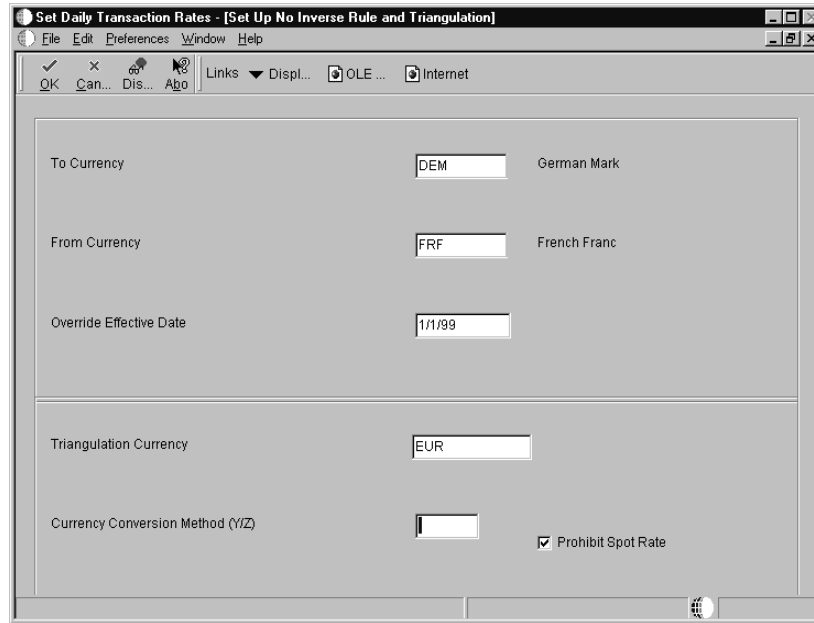 Set Daily Transaction Rates - [Set Up No Inverse Rule and Triangulation]
File Edit Preferences Window Help
OK Can... Dis... Abo Links Displ... OLE ... Internet
To Currency DEM German Mark
From Currency FRF French Franc
Override Effective Date 1/1/99
Triangulation Currency EUR
Currency Conversion Method (Y/Z)
Prohibit Spot Rate